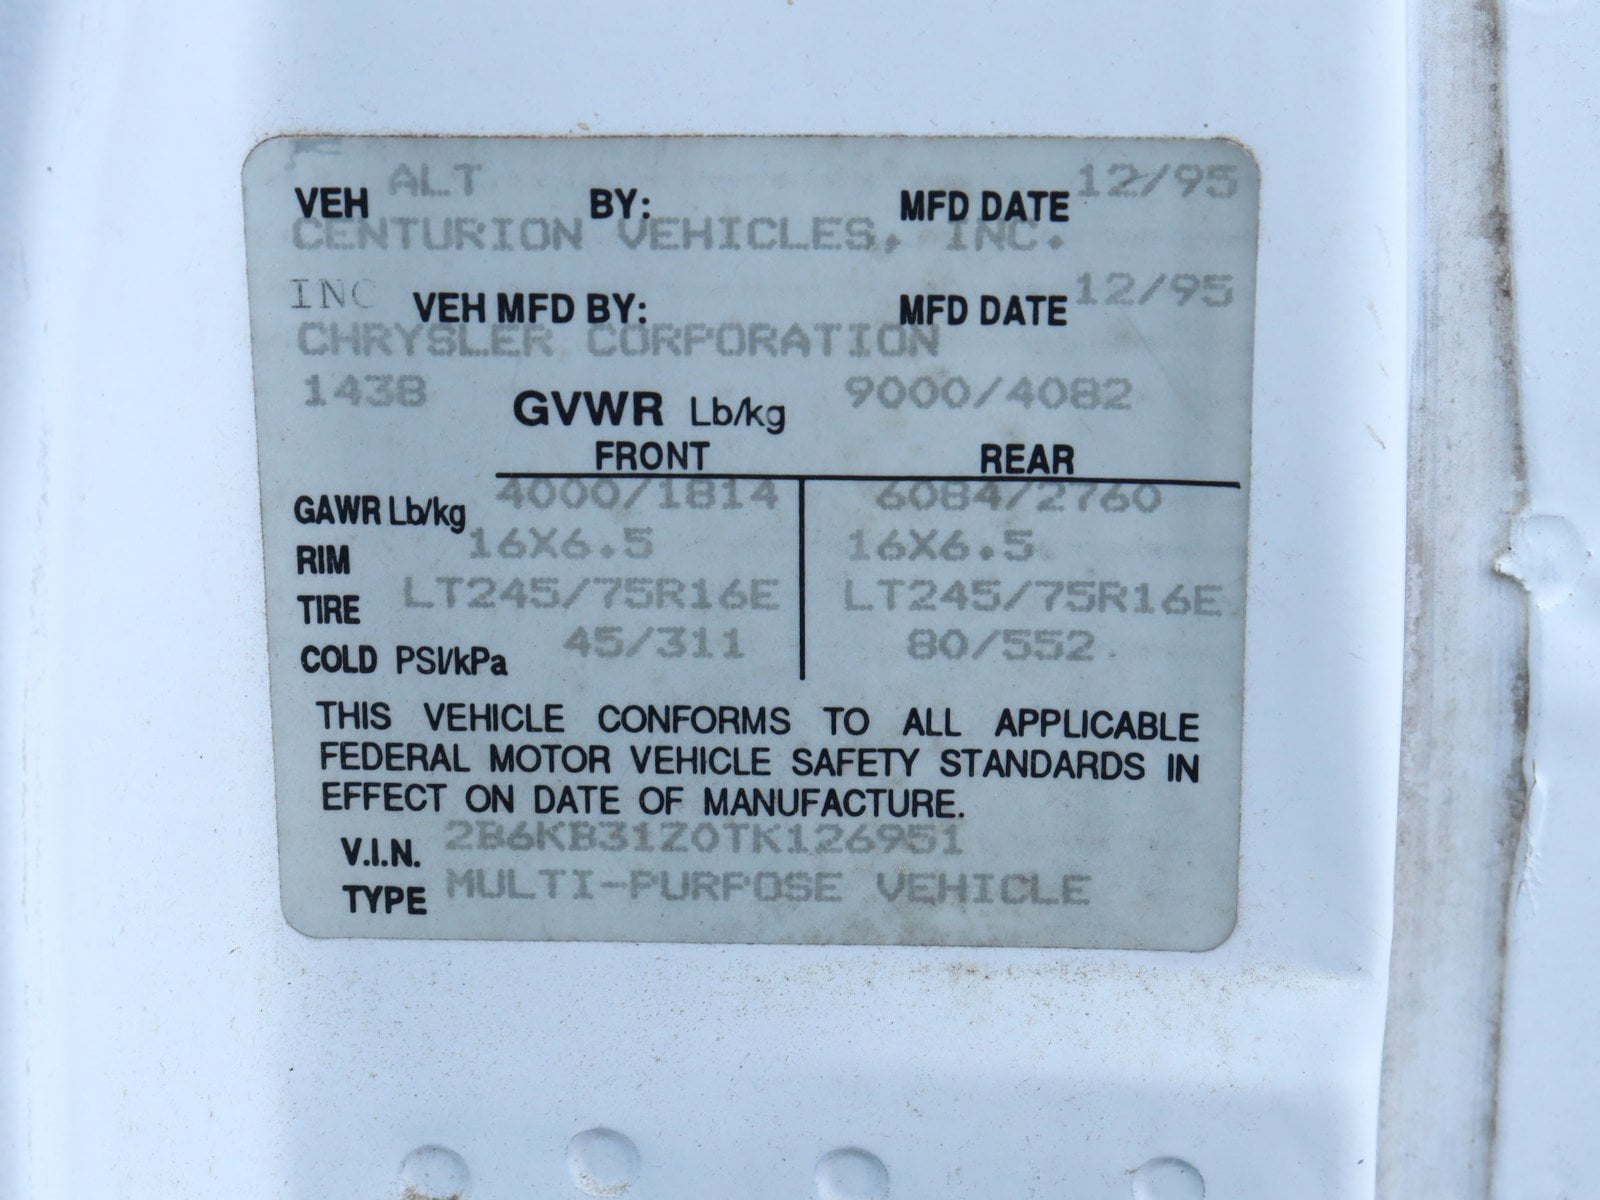 VEH ALT BY: MFD DATE 12/95
CENTURION VEHICLES, INC.
INC VEH MFD BY: MFD DATE 12/95
CHRYSLER CORPORATION
1438 GVWR Lb/kg 9000/4082
FRONT REAR
GAWR Lb/kg 4000/1814 6084/2760
RIM 16X6.5 16X6.5
TIRE LT245/75R16E LT245/75R16E
COLD PSI/kPa 45/311 80/552
THIS VEHICLE CONFORMS TO ALL APPLICABLE
FEDERAL MOTOR VEHICLE SAFETY STANDARDS IN
EFFECT ON DATE OF MANUFACTURE.
V.I.N. 2B6KB31Z0TK126951
TYPE MULTI-PURPOSE VEHICLE